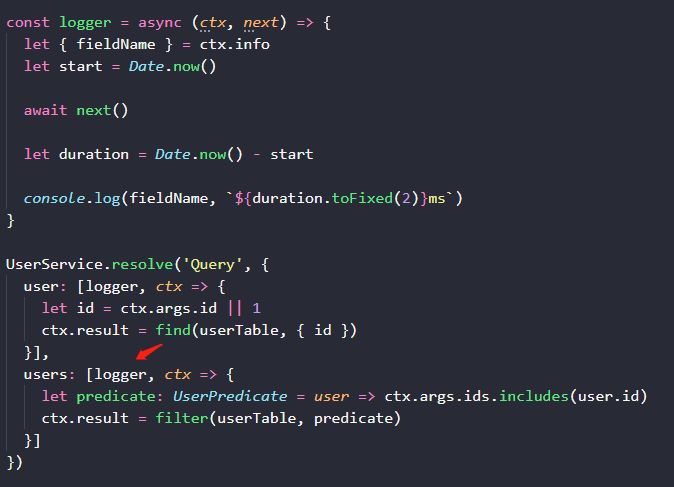 const logger = async (ctx, next) => {
  let { fieldName } = ctx.info
  let start = Date.now()

  await next()

  let duration = Date.now() - start

  console.log(fieldName, `${duration.toFixed(2)}ms`)
}

UserService.resolve('Query', {
  user: [logger, ctx => {
    let id = ctx.args.id || 1
    ctx.result = find(userTable, { id })
  }],
  users: [logger, ctx => {
    let predicate: UserPredicate = user => ctx.args.ids.includes(user.id)
    ctx.result = filter(userTable, predicate)
  }]
})